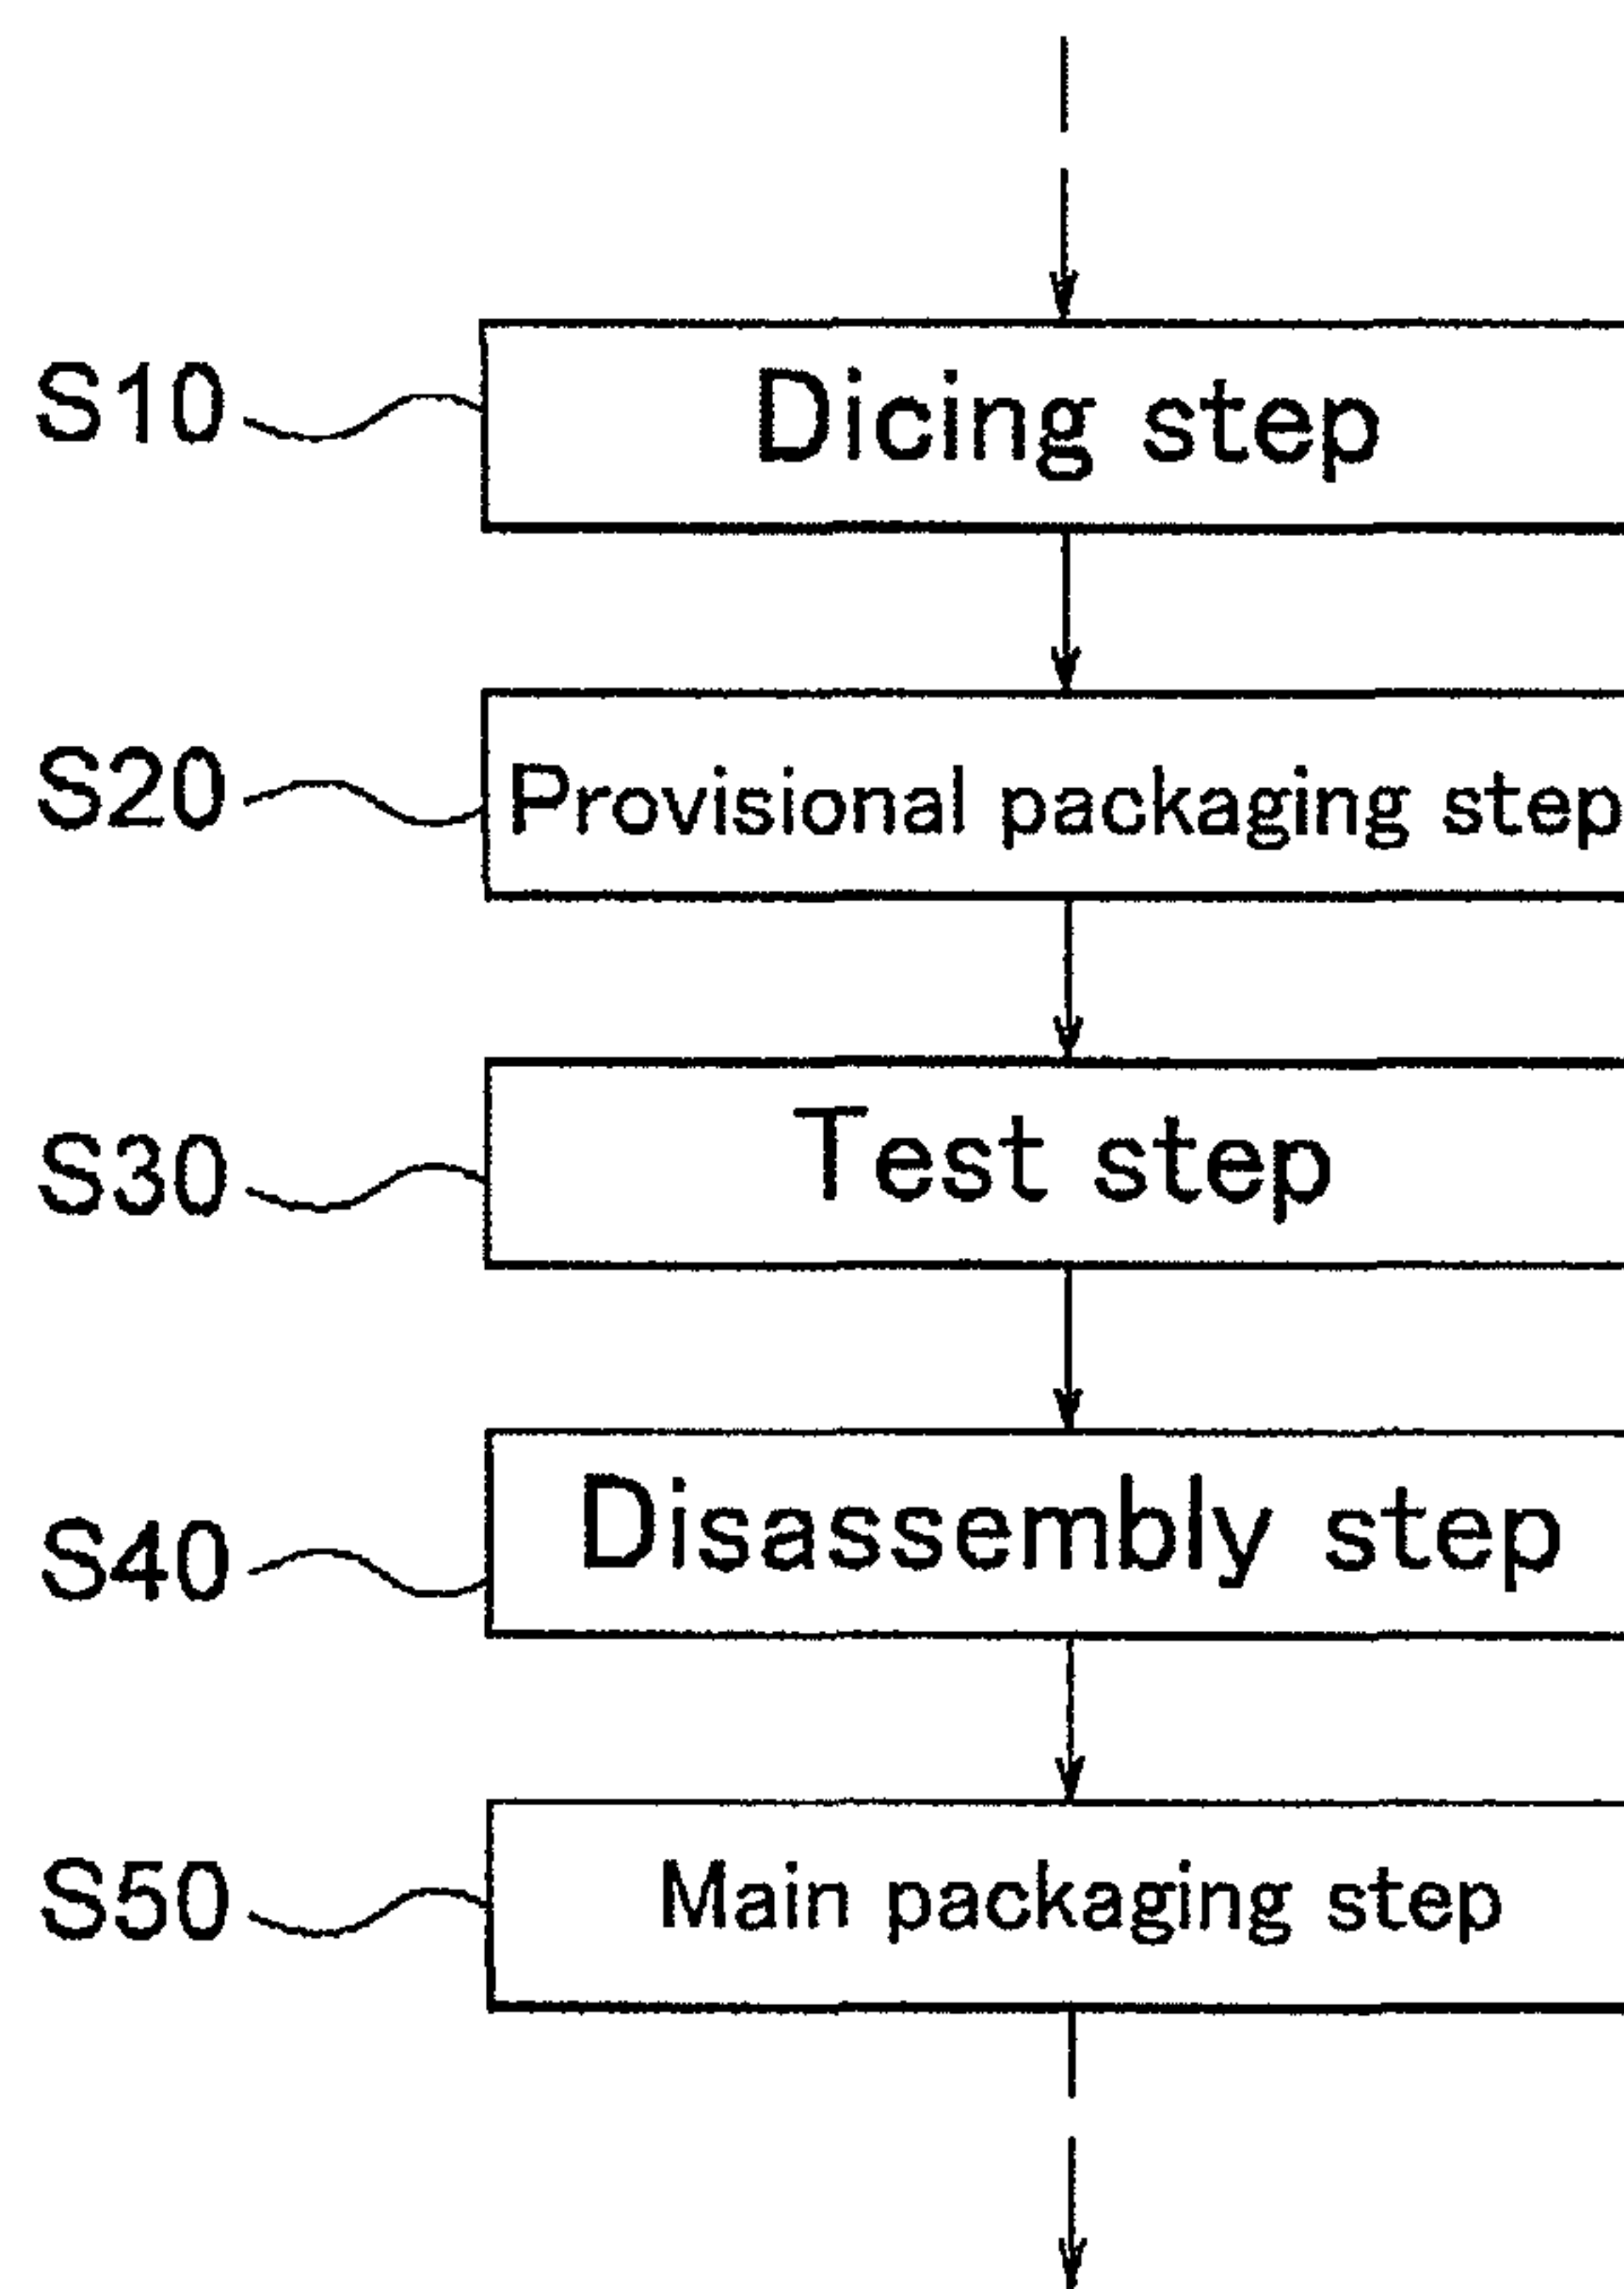 S10 Dicing step
S20 Provisional packaging step
S30 Test step
S40 Disassembly step
S50 Main packaging step